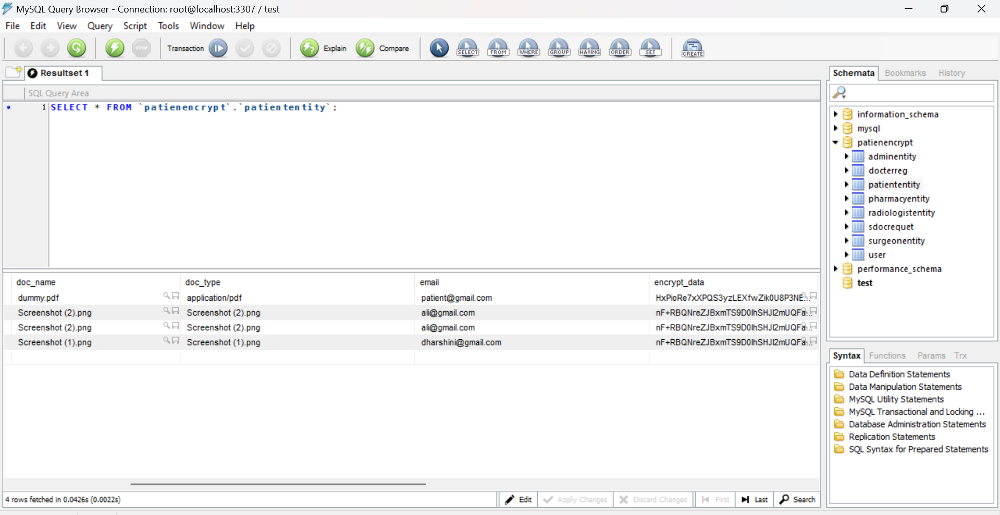 MySQL Query Browser - Connection: root@localhost:3307 / test
File Edit View Query Script Tools Window Help
STOP Transaction Explain Compare SELECT FROM WHERE GROUP HAVING ORDER SET CREATE
Resultset 1
SQL Query Area
1 SELECT * FROM `patienencrypt`.`patiententity`;
doc_name doc_type email encrypt_data
dummy.pdf application/pdf patient@gmail.com HxPioRe7xXPQS3yzLEXfwZik0U8P3NE...
Screenshot (2).png Screenshot (2).png ali@gmail.com nF+RBQNreZJBxmTS9D0IhSHJI2mUQFa...
Screenshot (2).png Screenshot (2).png ali@gmail.com nF+RBQNreZJBxmTS9D0IhSHJI2mUQFa...
Screenshot (1).png Screenshot (1).png dharshini@gmail.com nF+RBQNreZJBxmTS9D0IhSHJI2mUQFa...
4 rows fetched in 0.0426s (0.0022s)
Edit Apply Changes Discard Changes First Last Search
Schemata Bookmarks History
information_schema
mysql
patienencrypt
adminentity
docterreg
patiententity
pharmacyentity
radiologistentity
sdocrequet
surgeonentity
user
performance_schema
test
Syntax Functions Params Trx
Data Definition Statements
Data Manipulation Statements
MySQL Utility Statements
MySQL Transactional and Locking ...
Database Administration Statements
Replication Statements
SQL Syntax for Prepared Statements